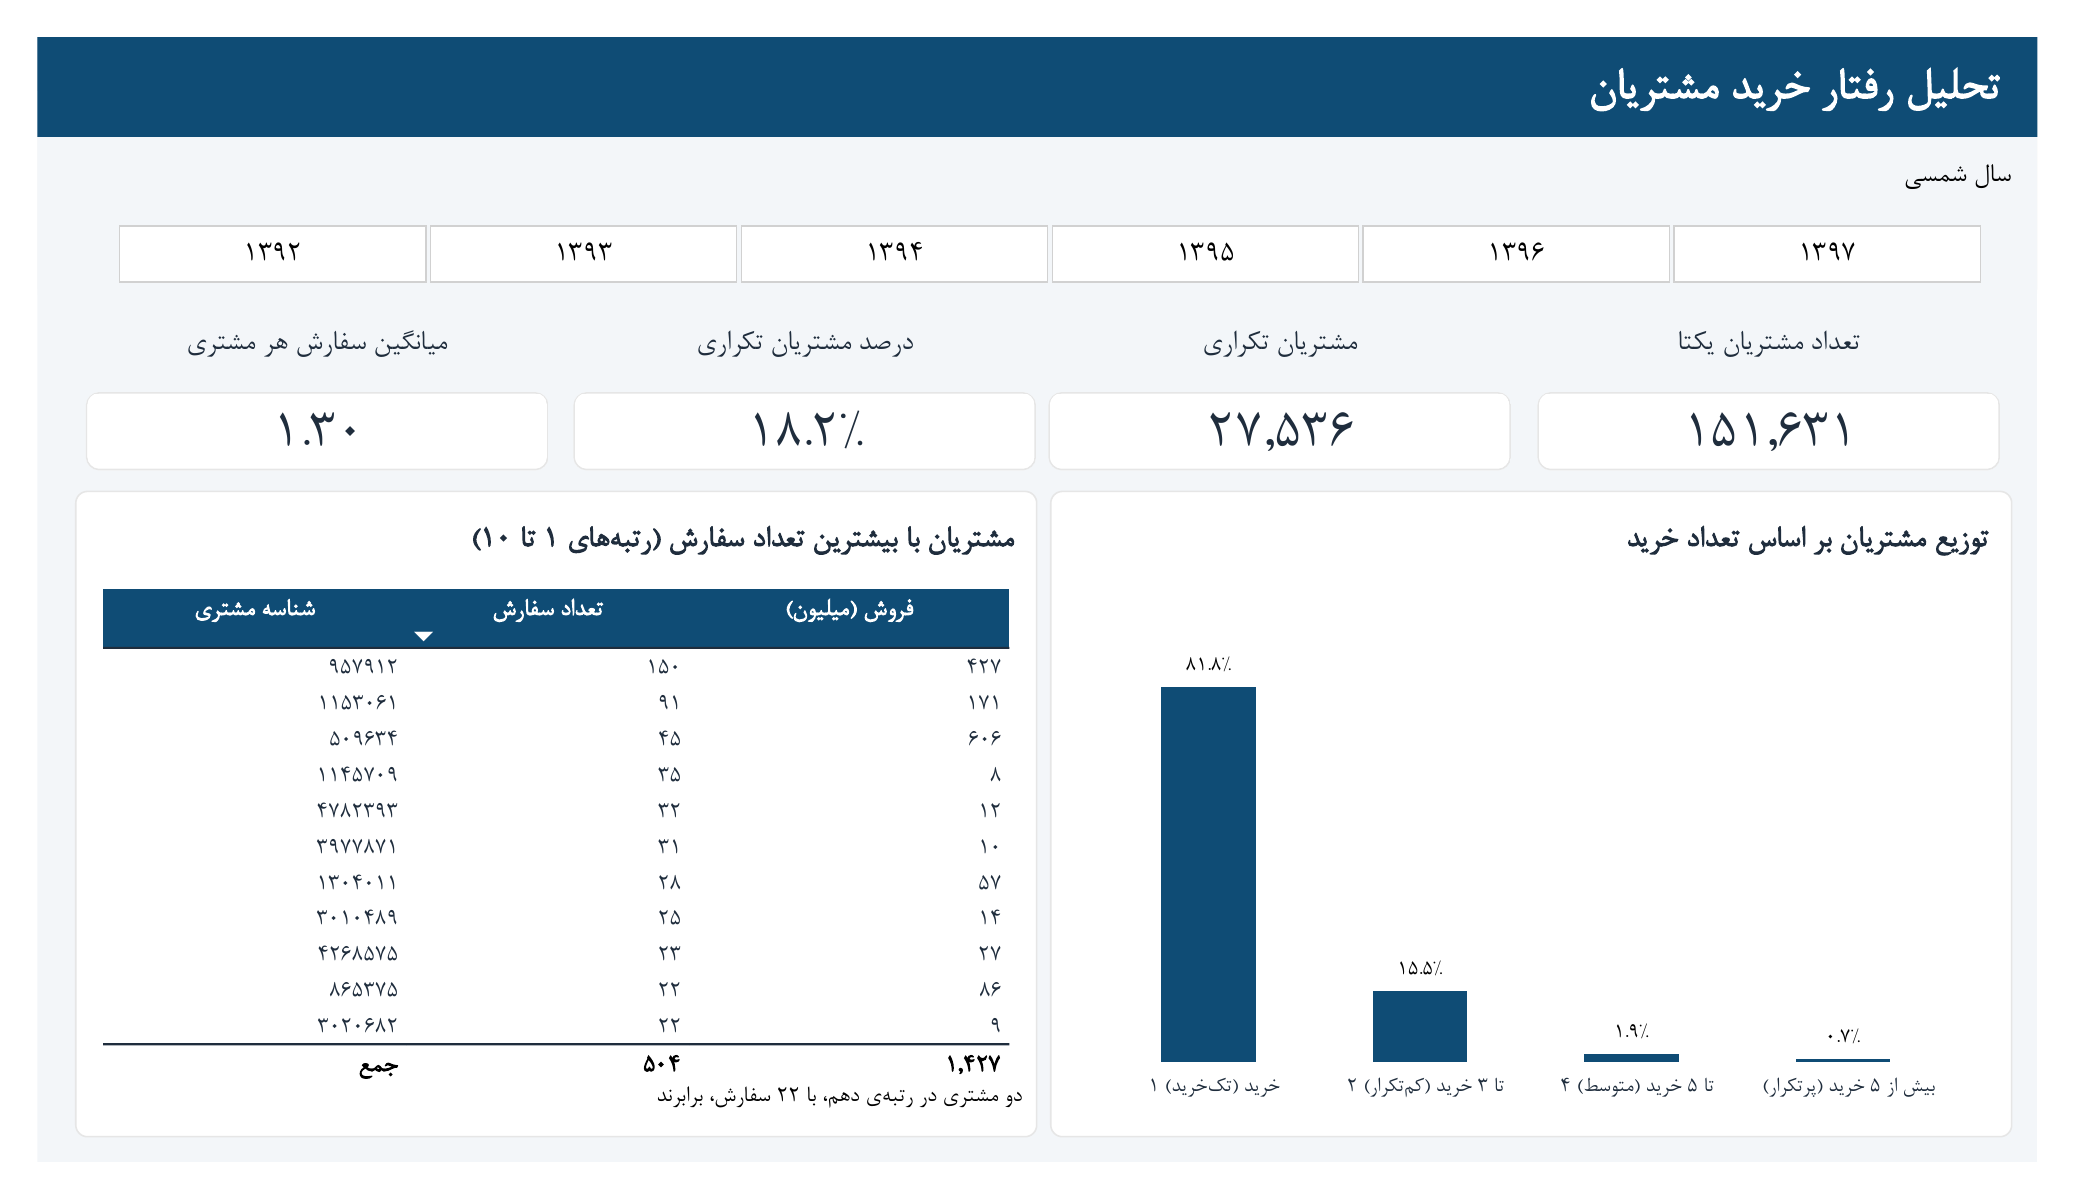 تحلیل رفتار خرید مشتریان
سال شمسی
۱۳۹۷
۱۳۹۶
۱۳۹۵
۱۳۹۴
۱۳۹۳
۱۳۹۲
تعداد مشتریان یکتا
۱۵۱,۶۳۱
مشتریان تکراری
۲۷,۵۳۶
درصد مشتریان تکراری
۱۸.۲٪
میانگین سفارش هر مشتری
۱.۳۰
توزیع مشتریان بر اساس تعداد خرید
۸۱.۸٪
۱۵.۵٪
۱.۹٪
۰.۷٪
خرید (تک‌خرید) ۱
تا ۳ خرید (کم‌تکرار) ۲
تا ۵ خرید (متوسط) ۴
بیش از ۵ خرید (پرتکرار)
مشتریان با بیشترین تعداد سفارش (رتبه‌های ۱ تا ۱۰)
فروش (میلیون) تعداد سفارش شناسه مشتری
۴۲۷ ۱۵۰ ۹۵۷۹۱۲
۱۷۱ ۹۱ ۱۱۵۳۰۶۱
۶۰۶ ۴۵ ۵۰۹۶۳۴
۸ ۳۵ ۱۱۴۵۷۰۹
۱۲ ۳۲ ۴۷۸۲۳۹۳
۱۰ ۳۱ ۳۹۷۷۸۷۱
۵۷ ۲۸ ۱۳۰۴۰۱۱
۱۴ ۲۵ ۳۰۱۰۴۸۹
۲۷ ۲۳ ۴۲۶۸۵۷۵
۸۶ ۲۲ ۸۶۵۳۷۵
۹ ۲۲ ۳۰۲۰۶۸۲
۱,۴۲۷ ۵۰۴ جمع
دو مشتری در رتبه‌ی دهم، با ۲۲ سفارش، برابرند